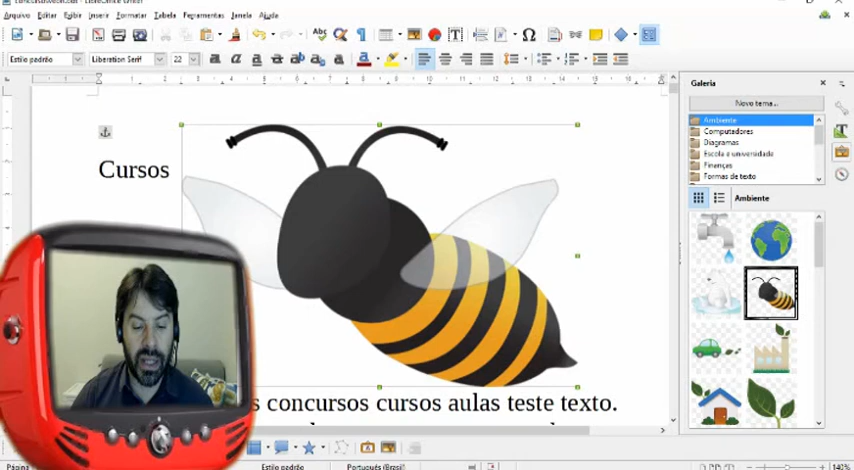 Arquivo Editar Exibir Inserir Formatar Tabela Ferramentas Janela Ajuda
Estilo padrão Liberation Serif 22
Galeria
Novo tema...
Ambiente
Computadores
Diagramas
Escola e universidade
Finanças
Formas de texto
Ambiente
Cursos
concursos cursos aulas teste texto.
Página Estilo padrão Português (Brasil) 140%